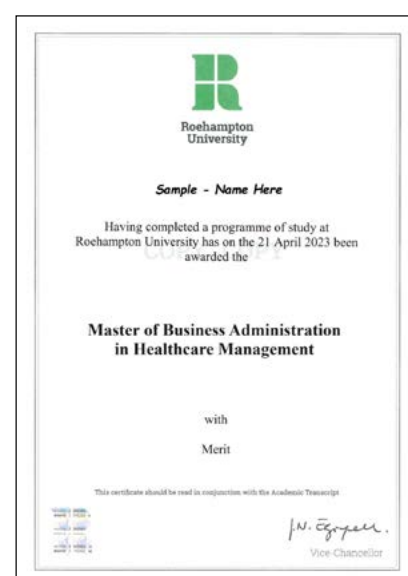 Roehampton
University
Sample - Name Here
Having completed a programme of study at
Roehampton University has on the 21 April 2023 been
awarded the
COPY
Master of Business Administration
in Healthcare Management
with
Merit
This certificate should be read in conjunction with the Academic Transcript
Vice-Chancellor